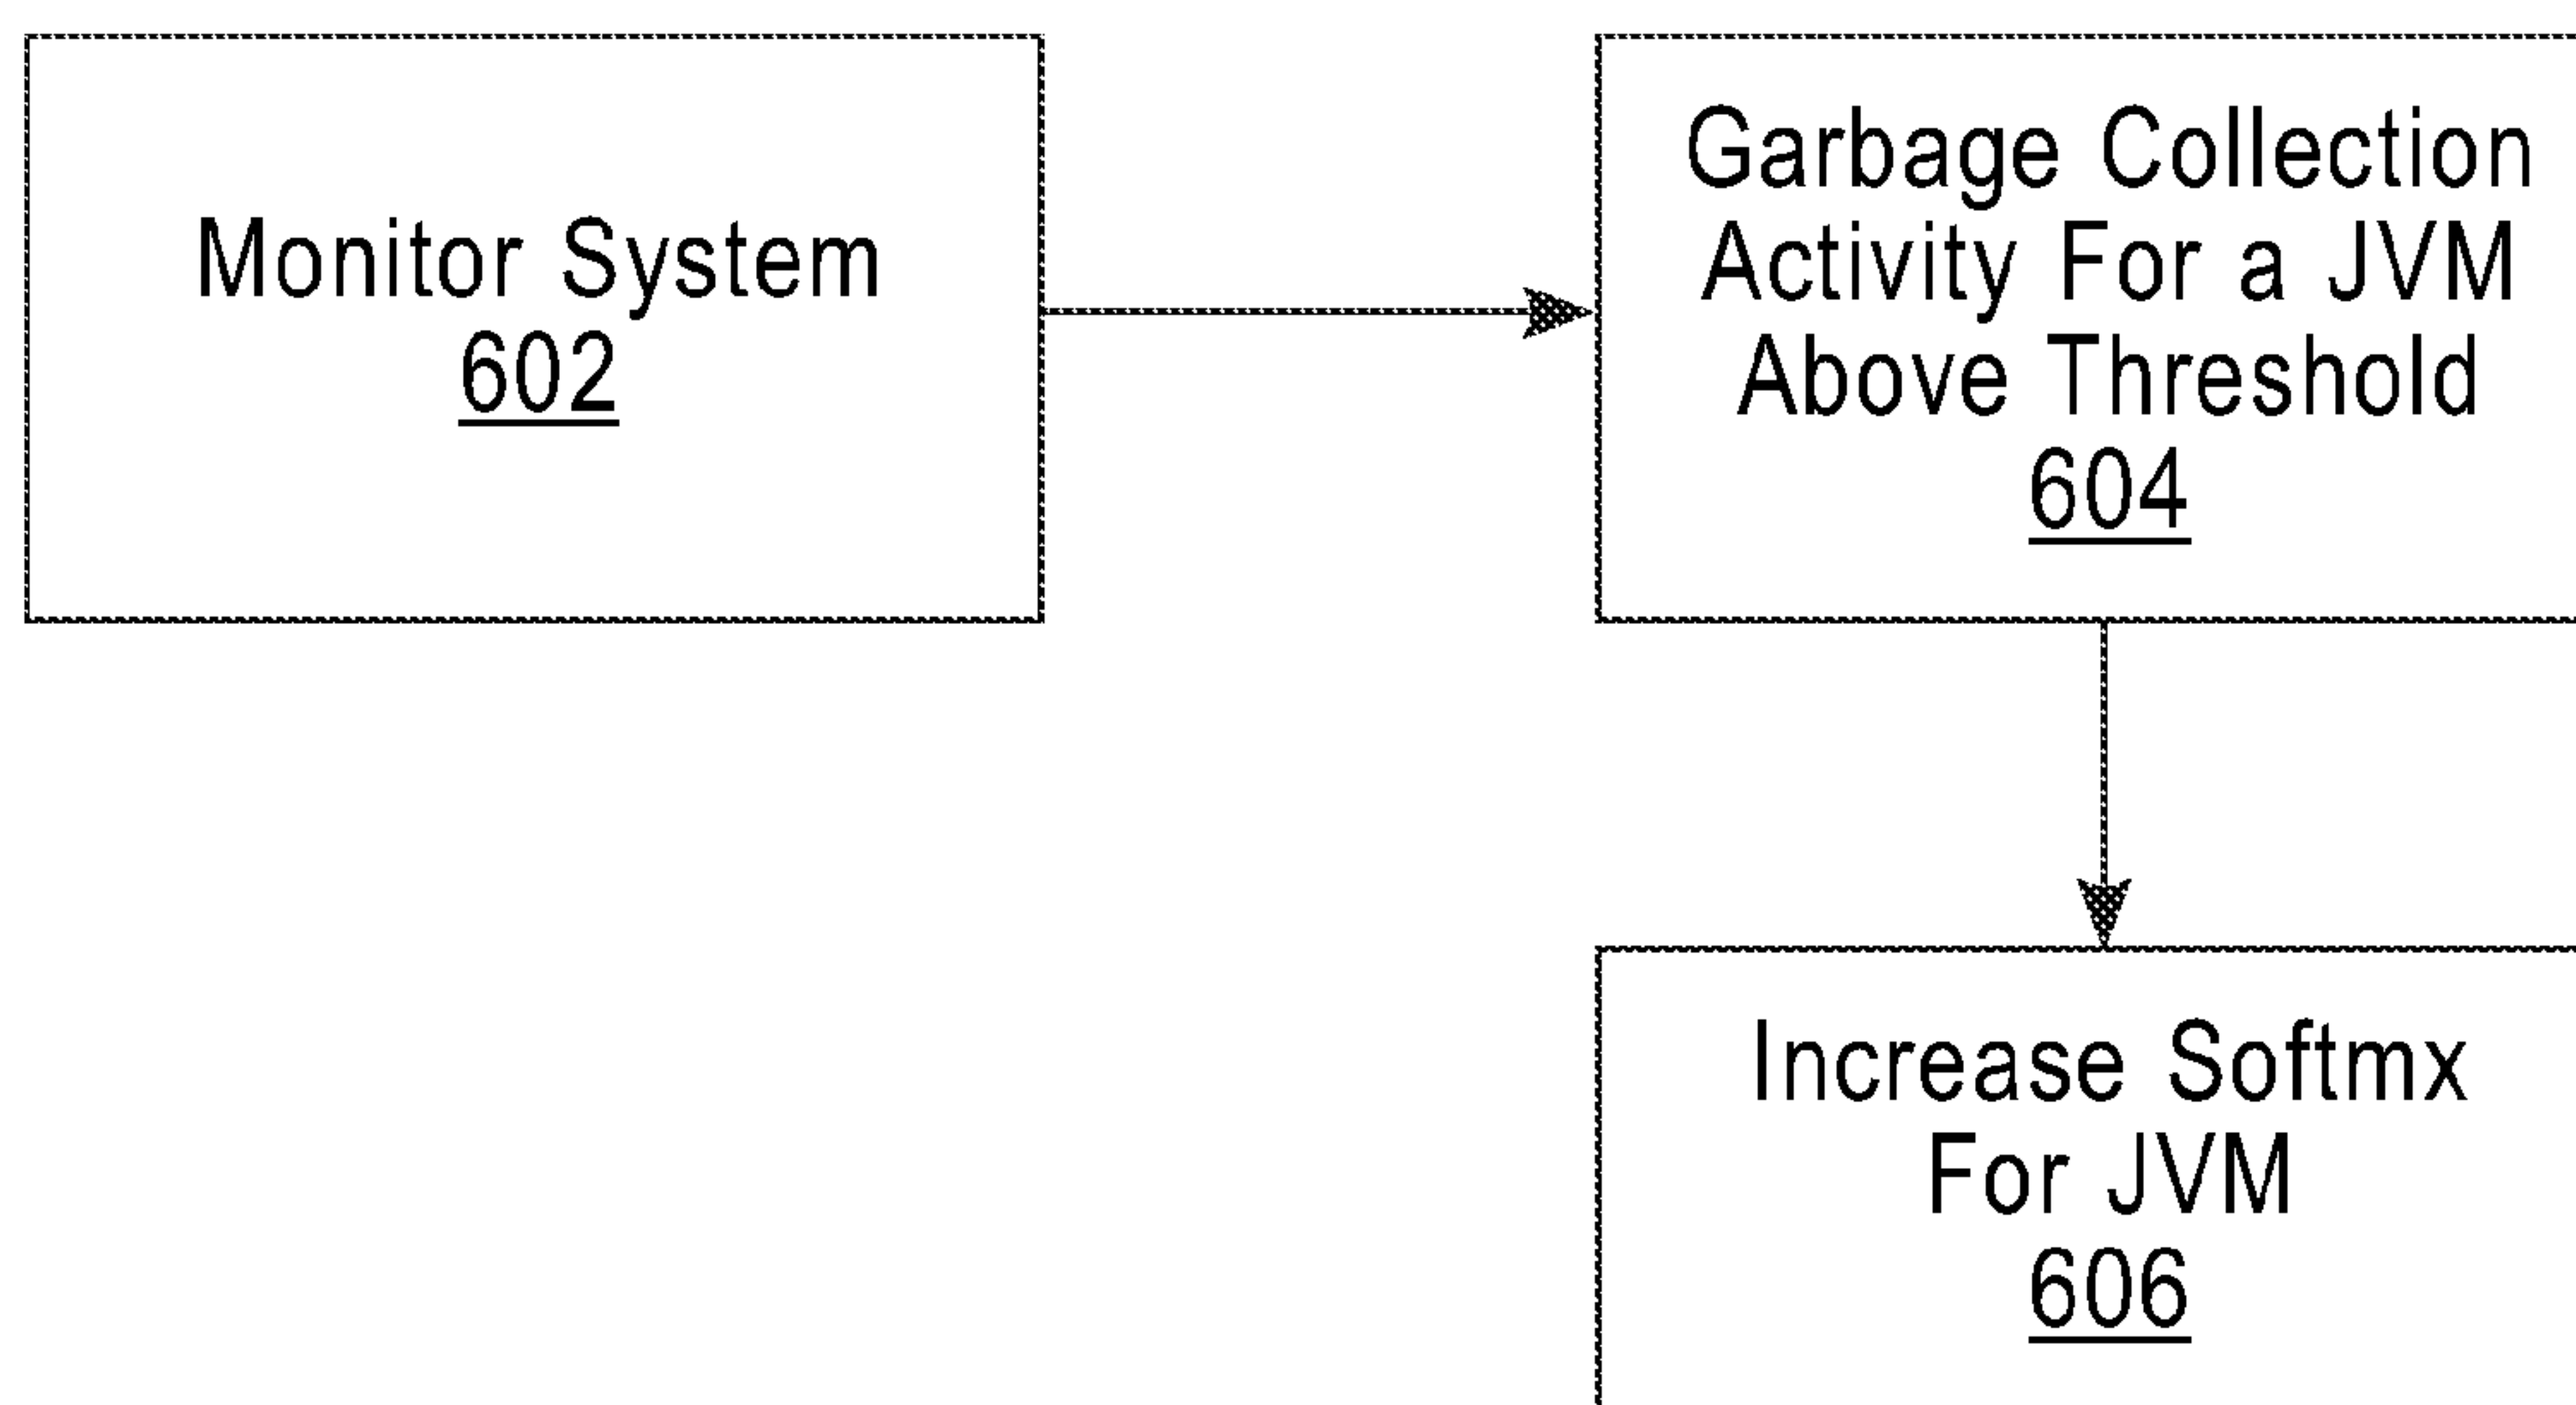 Monitor System
602
Garbage Collection
Activity For a JVM
Above Threshold
604
Increase Softmx
For JVM
606